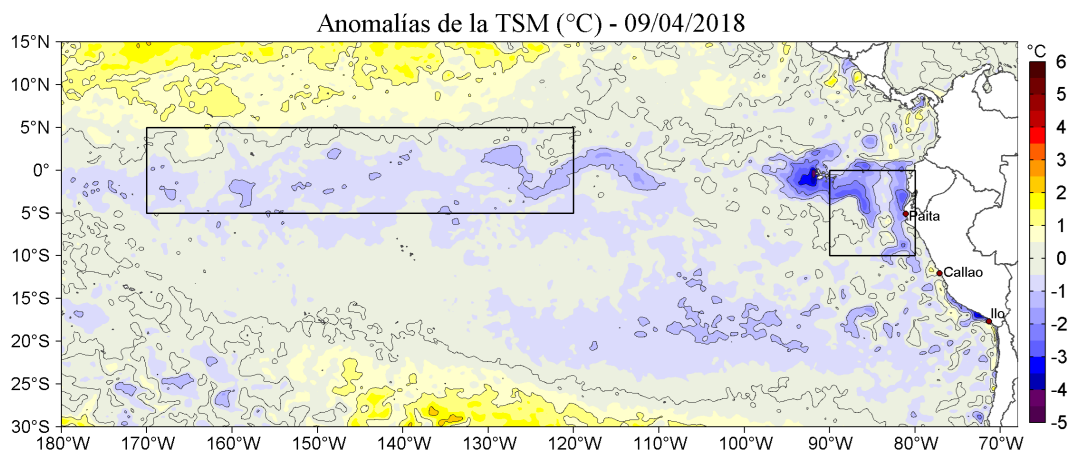 Anomalías de la TSM (°C) - 09/04/2018
15°N
10°N
5°N
0°
5°S
10°S
15°S
20°S
25°S
30°S
180°W
170°W
160°W
150°W
140°W
130°W
120°W
110°W
100°W
90°W
80°W
70°W
Paita
Callao
Ilo
°C
6
5
4
3
2
1
0
-1
-2
-3
-4
-5